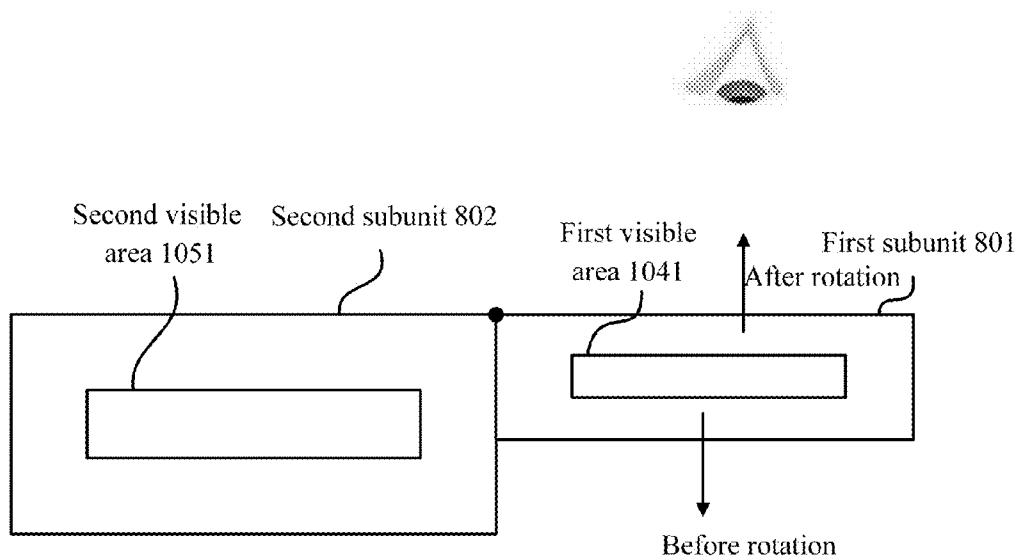 Second visible
area 1051
Second subunit 802
First visible
area 1041
First subunit 801
After rotation
Before rotation